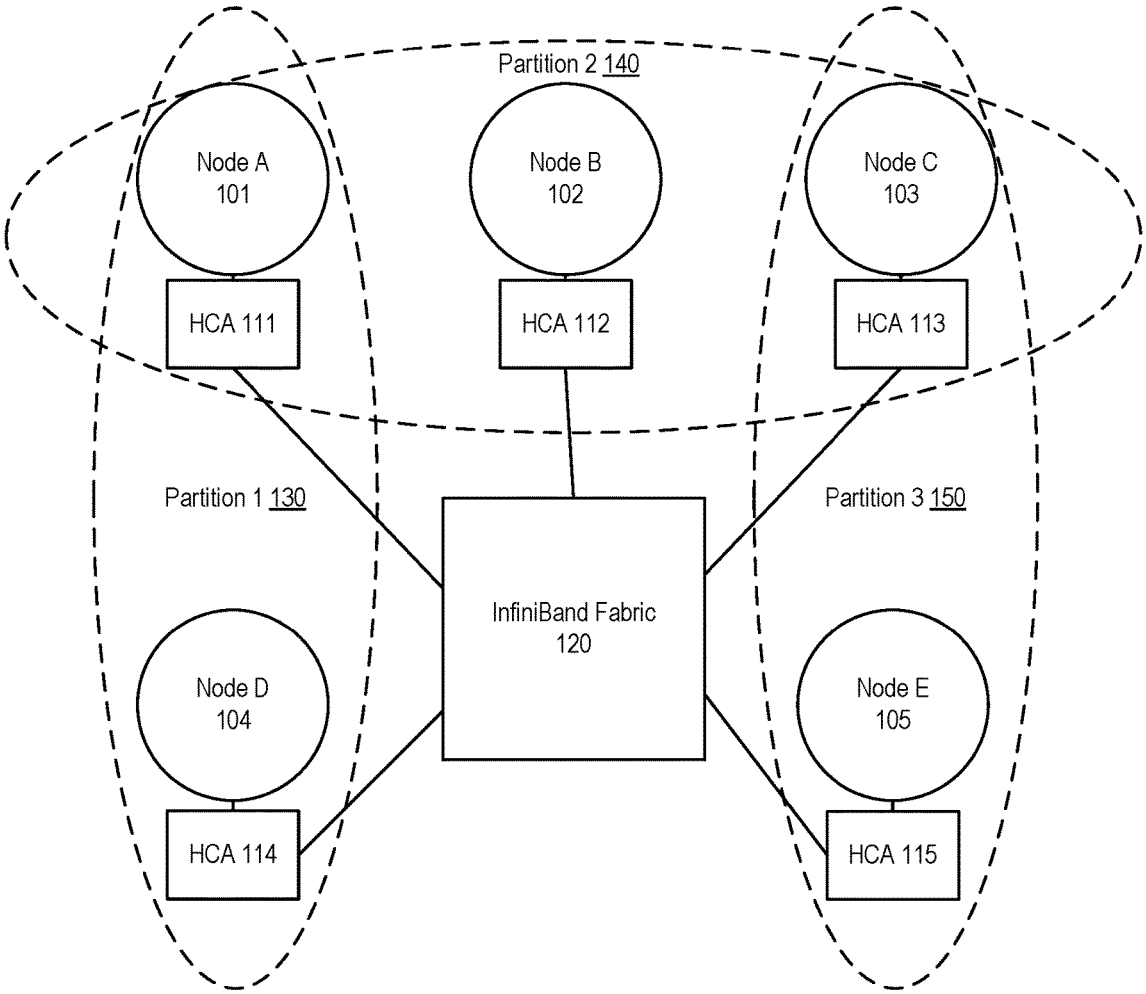 Partition 2 140
Node A
101
Node B
102
Node C
103
HCA 111
HCA 112
HCA 113
Partition 1 130
Partition 3 150
InfiniBand Fabric
120
Node D
104
Node E
105
HCA 114
HCA 115